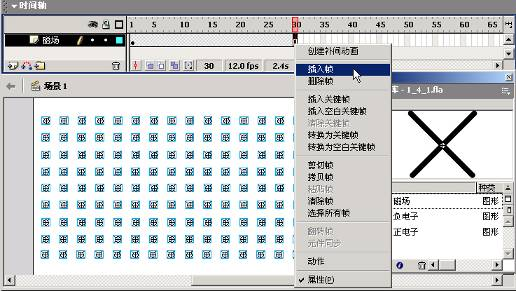 时间轴
1 5 10 15 20 25 30 35 40 45 50 55 60 65
磁场
30 12.0 fps 2.4s
场景 1
创建补间动画
插入帧
删除帧
插入关键帧
插入空白关键帧
清除关键帧
转换为关键帧
转换为空白关键帧
剪切帧
拷贝帧
粘贴帧
清除帧
选择所有帧
翻转帧
元件同步
动作
属性(P)
库 - 1_4_1.fla
种类
磁场 图形
负电子 图形
正电子 图形